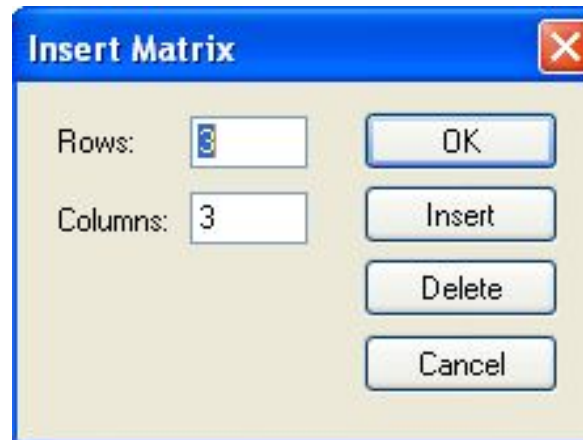 Insert Matrix
Rows: 3
OK
Columns: 3
Insert
Delete
Cancel